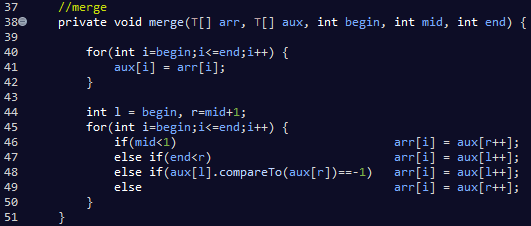 37 //merge
38 private void merge(T[] arr, T[] aux, int begin, int mid, int end) {
39
40 for(int i=begin;i<=end;i++) {
41 aux[i] = arr[i];
42 }
43
44 int l = begin, r=mid+1;
45 for(int i=begin;i<=end;i++) {
46 if(mid<l) arr[i] = aux[r++];
47 else if(end<r) arr[i] = aux[l++];
48 else if(aux[l].compareTo(aux[r])==-1) arr[i] = aux[l++];
49 else arr[i] = aux[r++];
50 }
51 }